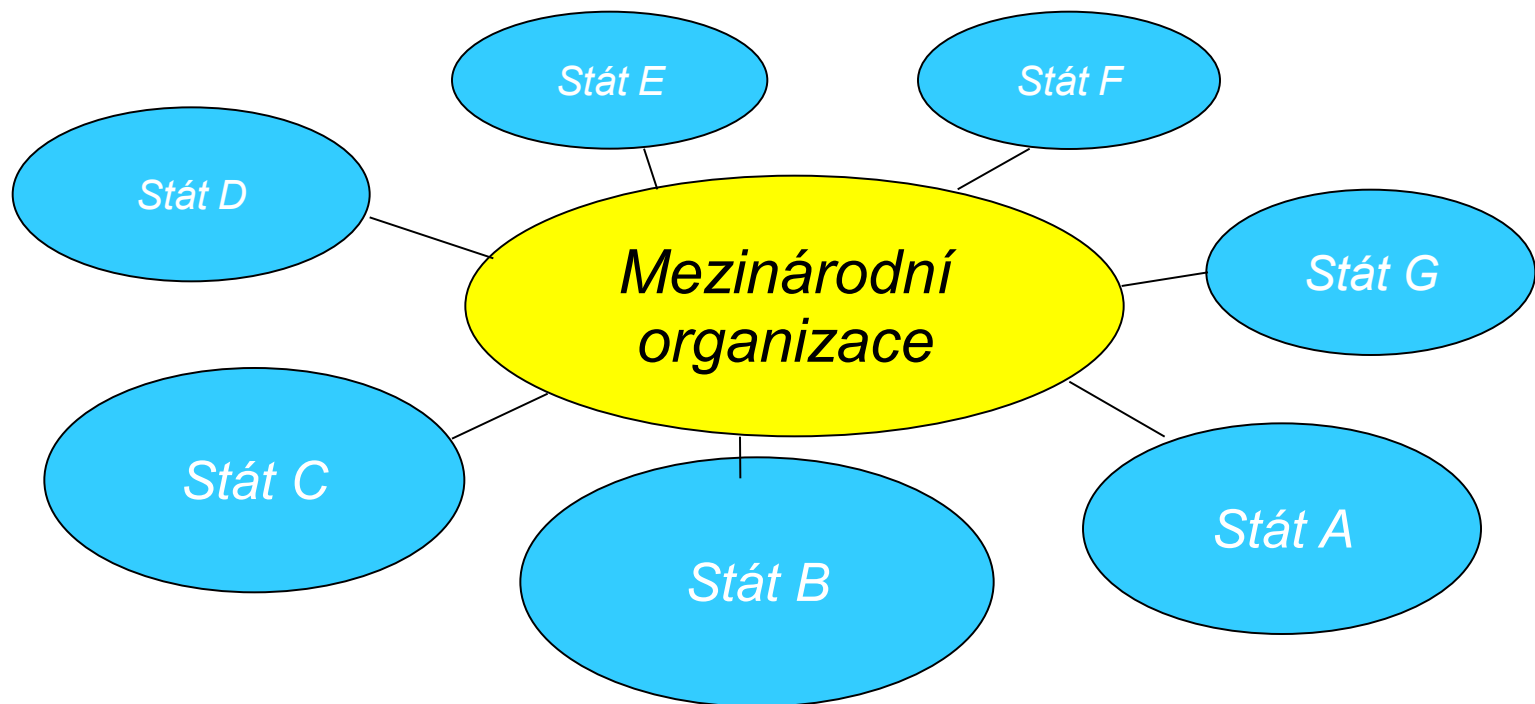 Stát E
Stát F
Stát D
Mezinárodní
organizace
Stát G
Stát C
Stát A
Stát B